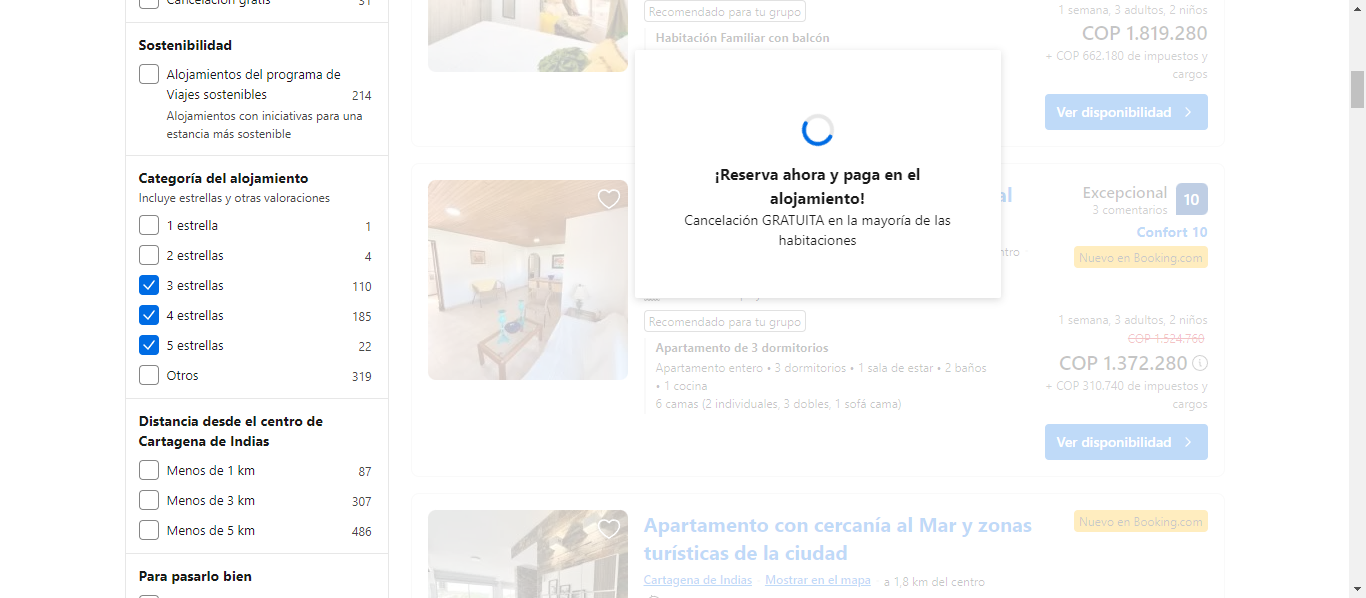 Cancelación gratis 31
Sostenibilidad
Alojamientos del programa de
Viajes sostenibles 214
Alojamientos con iniciativas para una
estancia más sostenible
Categoría del alojamiento
Incluye estrellas y otras valoraciones
1 estrella 1
2 estrellas 4
3 estrellas 110
4 estrellas 185
5 estrellas 22
Otros 319
Distancia desde el centro de
Cartagena de Indias
Menos de 1 km 87
Menos de 3 km 307
Menos de 5 km 486
Para pasarlo bien
Recomendado para tu grupo
Habitación Familiar con balcón
1 semana, 3 adultos, 2 niños
COP 1.819.280
+ COP 662.180 de impuestos y
cargos
Ver disponibilidad
¡Reserva ahora y paga en el
alojamiento!
Cancelación GRATUITA en la mayoría de las
habitaciones
Excepcional 10
3 comentarios
Confort 10
Nuevo en Booking.com
Recomendado para tu grupo
Apartamento de 3 dormitorios
Apartamento entero • 3 dormitorios • 1 sala de estar • 2 baños
• 1 cocina
6 camas (2 individuales, 3 dobles, 1 sofá cama)
1 semana, 3 adultos, 2 niños
COP 1.524.760
COP 1.372.280
+ COP 310.740 de impuestos y
cargos
Ver disponibilidad
Apartamento con cercanía al Mar y zonas
turísticas de la ciudad
Nuevo en Booking.com
Cartagena de Indias Mostrar en el mapa a 1,8 km del centro